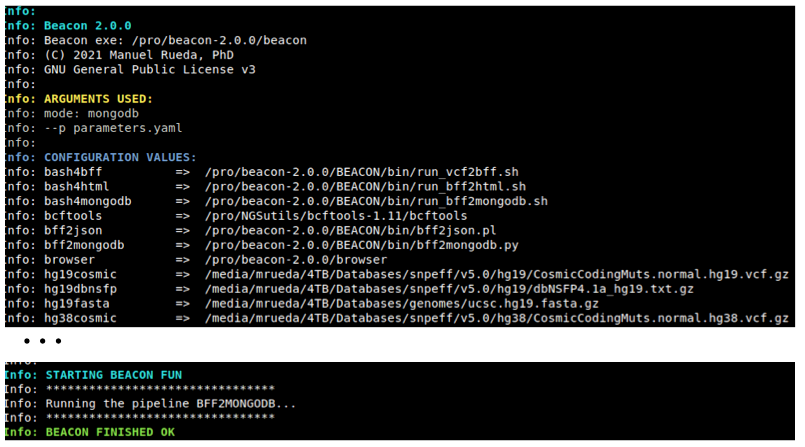 Info:
Info: Beacon 2.0.0
Info: Beacon exe: /pro/beacon-2.0.0/beacon
Info: (C) 2021 Manuel Rueda, PhD
Info: GNU General Public License v3
Info:
Info: ARGUMENTS USED:
Info: mode: mongodb
Info: --p parameters.yaml
Info:
Info: CONFIGURATION VALUES:
Info: bash4bff => /pro/beacon-2.0.0/BEACON/bin/run_vcf2bff.sh
Info: bash4html => /pro/beacon-2.0.0/BEACON/bin/run_bff2html.sh
Info: bash4mongodb => /pro/beacon-2.0.0/BEACON/bin/run_bff2mongodb.sh
Info: bcftools => /pro/NGSutils/bcftools-1.11/bcftools
Info: bff2json => /pro/beacon-2.0.0/BEACON/bin/bff2json.pl
Info: bff2mongodb => /pro/beacon-2.0.0/BEACON/bin/bff2mongodb.py
Info: browser => /pro/beacon-2.0.0/browser
Info: hg19cosmic => /media/mrueda/4TB/Databases/snpeff/v5.0/hg19/CosmicCodingMuts.normal.hg19.vcf.gz
Info: hg19dbnsfp => /media/mrueda/4TB/Databases/snpeff/v5.0/hg19/dbNSFP4.1a_hg19.txt.gz
Info: hg19fasta => /media/mrueda/4TB/Databases/genomes/ucsc.hg19.fasta.gz
Info: hg38cosmic => /media/mrueda/4TB/Databases/snpeff/v5.0/hg38/CosmicCodingMuts.normal.hg38.vcf.gz
• • •
Info:
Info: STARTING BEACON FUN
Info: ********************************
Info: Running the pipeline BFF2MONGODB...
Info: ********************************
Info: BEACON FINISHED OK